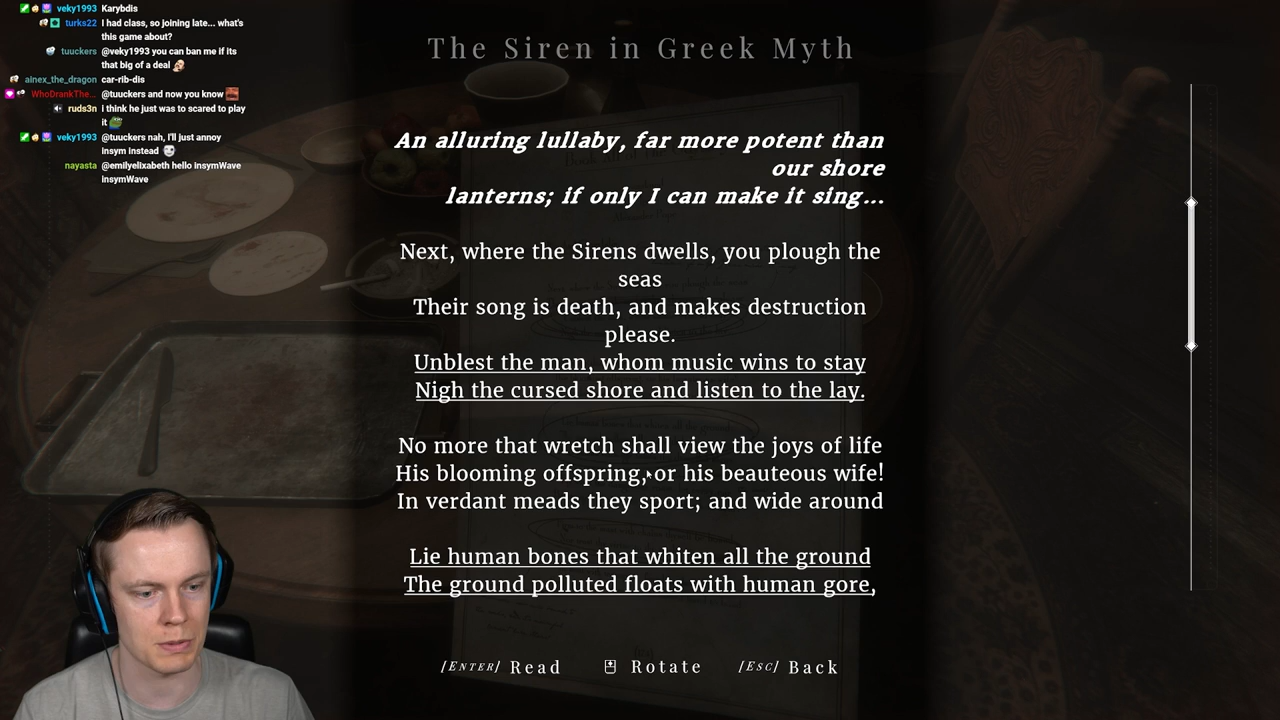 veky1993 Karybdis
turks22 I had class, so joining late... what's
this game about?
tuuckers @veky1993 you can ban me if its
that big of a deal
ainex_the_dragon car-rib-dis
WhoDrankThe... @tuuckers and now you know
ruds3n i think he just was to scared to play
it
veky1993 @tuuckers nah, I'll just annoy
insym instead
nayasta @emilyelixabeth hello insymWave
insymWave
The Siren in Greek Myth
An alluring lullaby, far more potent than
our shore
lanterns; if only I can make it sing...
Next, where the Sirens dwells, you plough the
seas
Their song is death, and makes destruction
please.
Unblest the man, whom music wins to stay
Nigh the cursed shore and listen to the lay.
No more that wretch shall view the joys of life
His blooming offspring, or his beauteous wife!
In verdant meads they sport; and wide around
Lie human bones that whiten all the ground
The ground polluted floats with human gore,
[ENTER] Read Rotate [ESC] Back